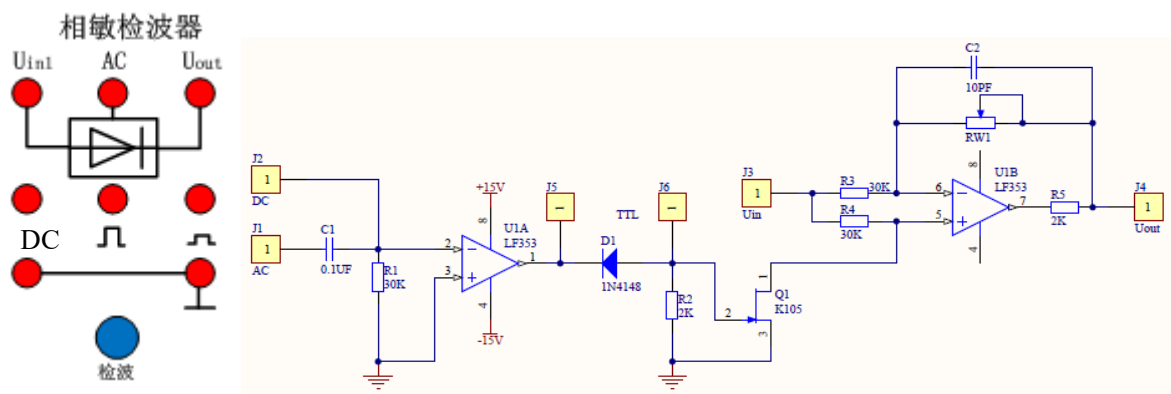 相敏检波器
Uin1 AC Uout
DC
检波
J2
1
DC
J1
1
AC
C1
0.1UF
R1
30K
+15V
8
U1A
LF353
2
3
1
4
-15V
J5
1
D1
1N4148
TTL
J6
1
R2
2K
2
1
Q1
K105
3
J3
1
Uin
R3
30K
R4
30K
C2
10PF
RW1
8
U1B
LF353
6
5
7
4
R5
2K
J4
1
Uout